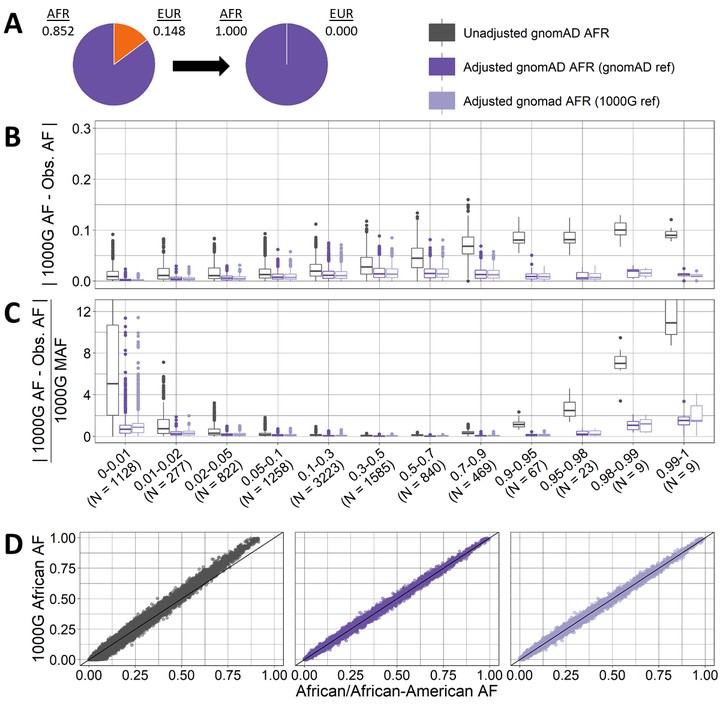 A
AFR EUR AFR EUR
0.852 0.148 1.000 0.000
Unadjusted gnomAD AFR
Adjusted gnomAD AFR (gnomAD ref)
Adjusted gnomad AFR (1000G ref)
B
| 1000G AF - Obs. AF |
0.3
0.2
0.1
0.0
C
| 1000G AF - Obs. AF |
1000G MAF
12
8
4
0
0-0.01
(N = 1128)
0.01-0.02
(N = 277)
0.02-0.05
(N = 822)
0.05-0.1
(N = 1258)
0.1-0.3
(N = 3223)
0.3-0.5
(N = 1585)
0.5-0.7
(N = 840)
0.7-0.9
(N = 469)
0.9-0.95
(N = 67)
0.95-0.98
(N = 23)
0.98-0.99
(N = 9)
0.99-1
(N = 9)
D
1000G African AF
1.00
0.75
0.50
0.25
0.00
0.00 0.25 0.50 0.75 1.00 0.00 0.25 0.50 0.75 1.00 0.00 0.25 0.50 0.75 1.00
African/African-American AF